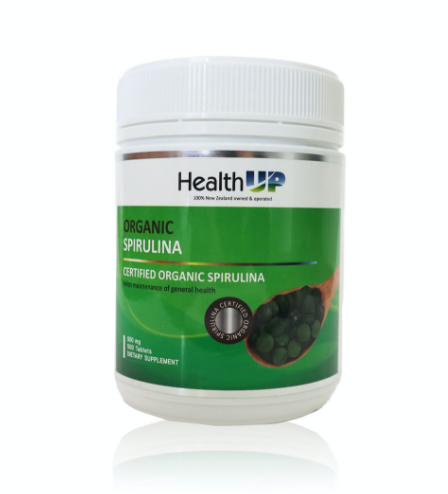 HealthUP
100% New Zealand owned & operated
ORGANIC
SPIRULINA
CERTIFIED ORGANIC SPIRULINA
maintenance of general health
SPIRULINA CERTIFIED ORGANIC
500 mg
500 Tablets
DIETARY SUPPLEMENT